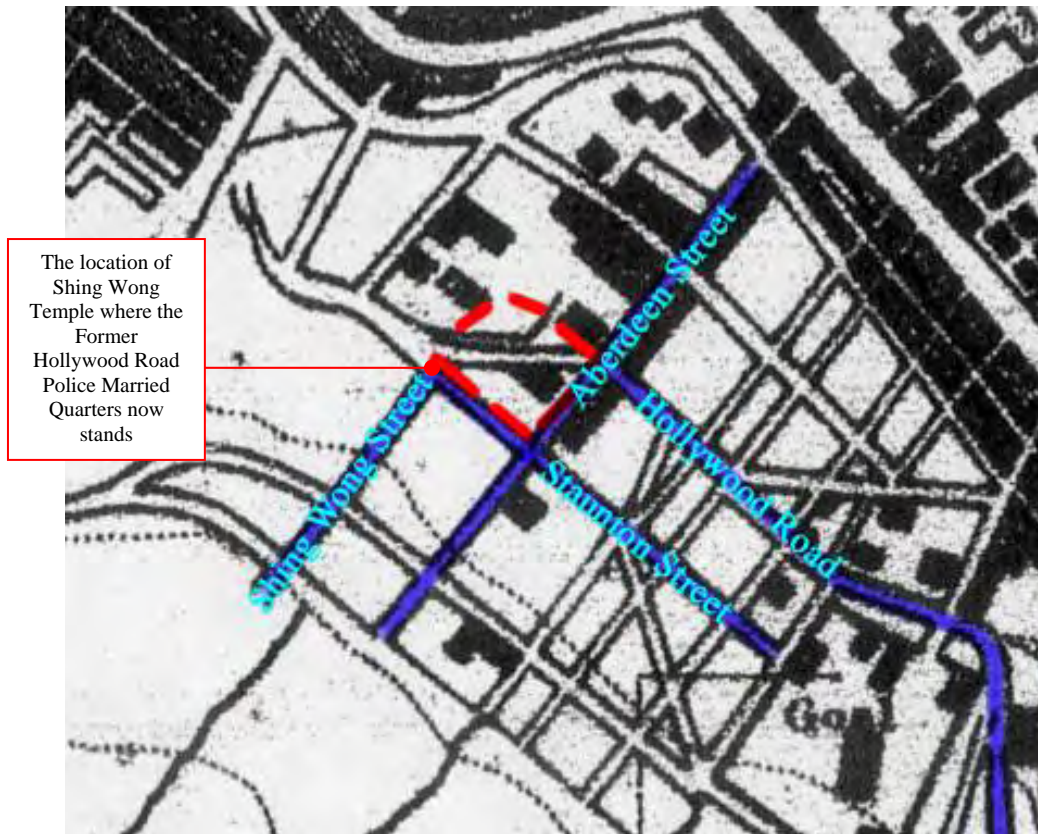 The location of
Shing Wong
Temple where the
Former
Hollywood Road
Police Married
Quarters now
stands
Aberdeen Street
Hollywood Road
Shing Wong Street
Staunton Street